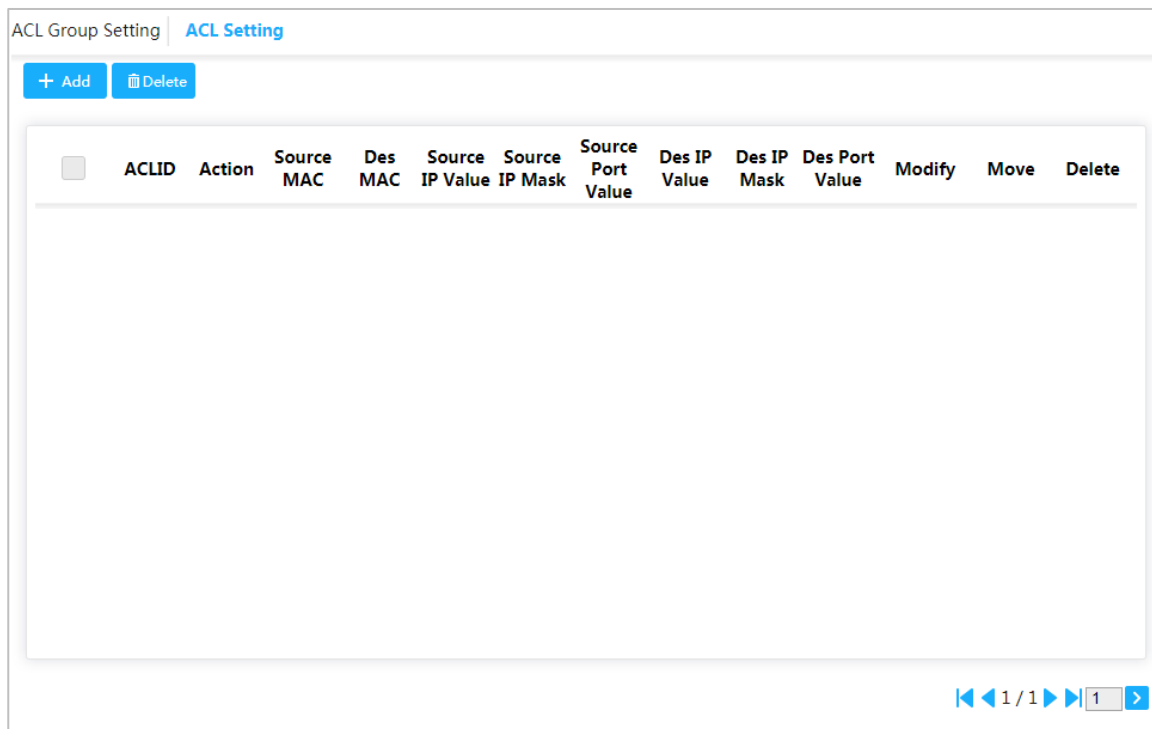 ACL Group Setting ACL Setting
+ Add Delete
ACLID Action Source MAC Des MAC Source IP Value Source IP Mask Source Port Value Des IP Value Des IP Mask Des Port Value Modify Move Delete
1 / 1 1